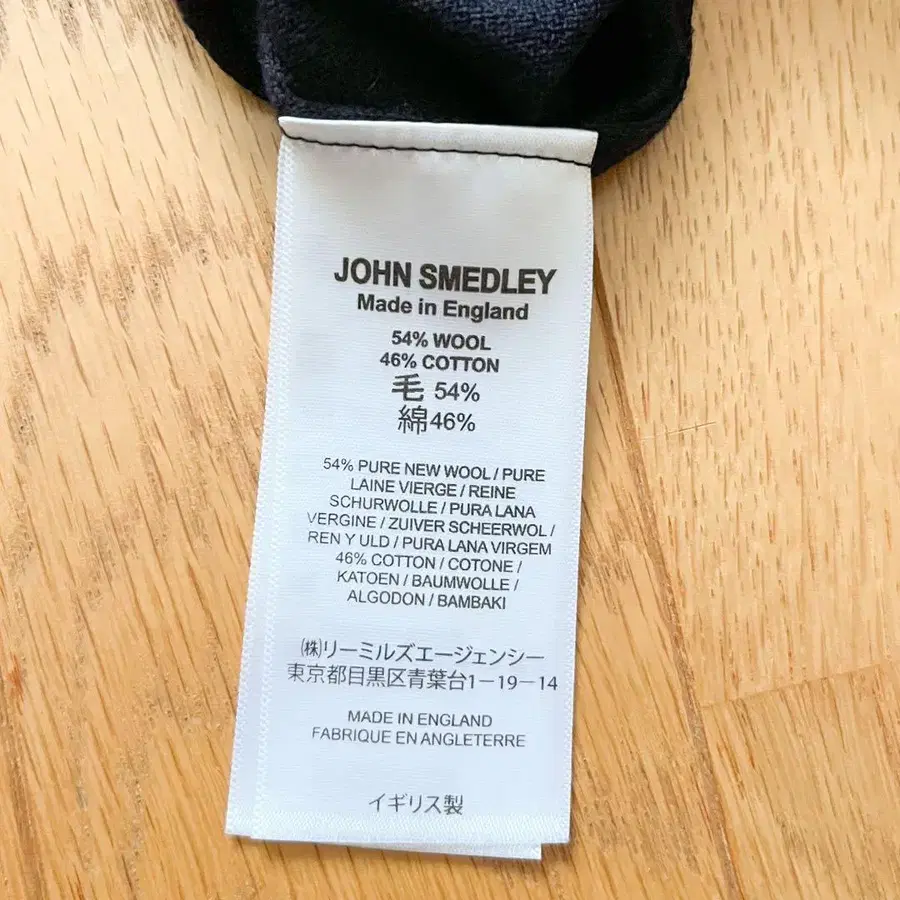 JOHN SMEDLEY
Made in England
54% WOOL
46% COTTON
毛 54%
綿46%
54% PURE NEW WOOL / PURE
LAINE VIERGE / REINE
SCHURWOLLE / PURA LANA
VERGINE / ZUIVER SCHEERWOL /
REN Y ULD / PURA LANA VIRGEM
46% COTTON / COTONE /
KATOEN / BAUMWOLLE /
ALGODON / BAMBAKI
㈱リーミルズエージェンシー
東京都目黒区青葉台1−19−14
MADE IN ENGLAND
FABRIQUE EN ANGLETERRE
イギリス製